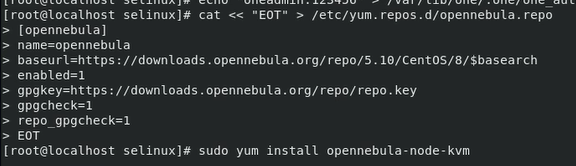 [root@localhost selinux]# echo "oneadmin:123456" > /var/lib/one/.one/one_aut
[root@localhost selinux]# cat << "EOT" > /etc/yum.repos.d/opennebula.repo
> [opennebula]
> name=opennebula
> baseurl=https://downloads.opennebula.org/repo/5.10/CentOS/8/$basearch
> enabled=1
> gpgkey=https://downloads.opennebula.org/repo/repo.key
> gpgcheck=1
> repo_gpgcheck=1
> EOT
[root@localhost selinux]# sudo yum install opennebula-node-kvm